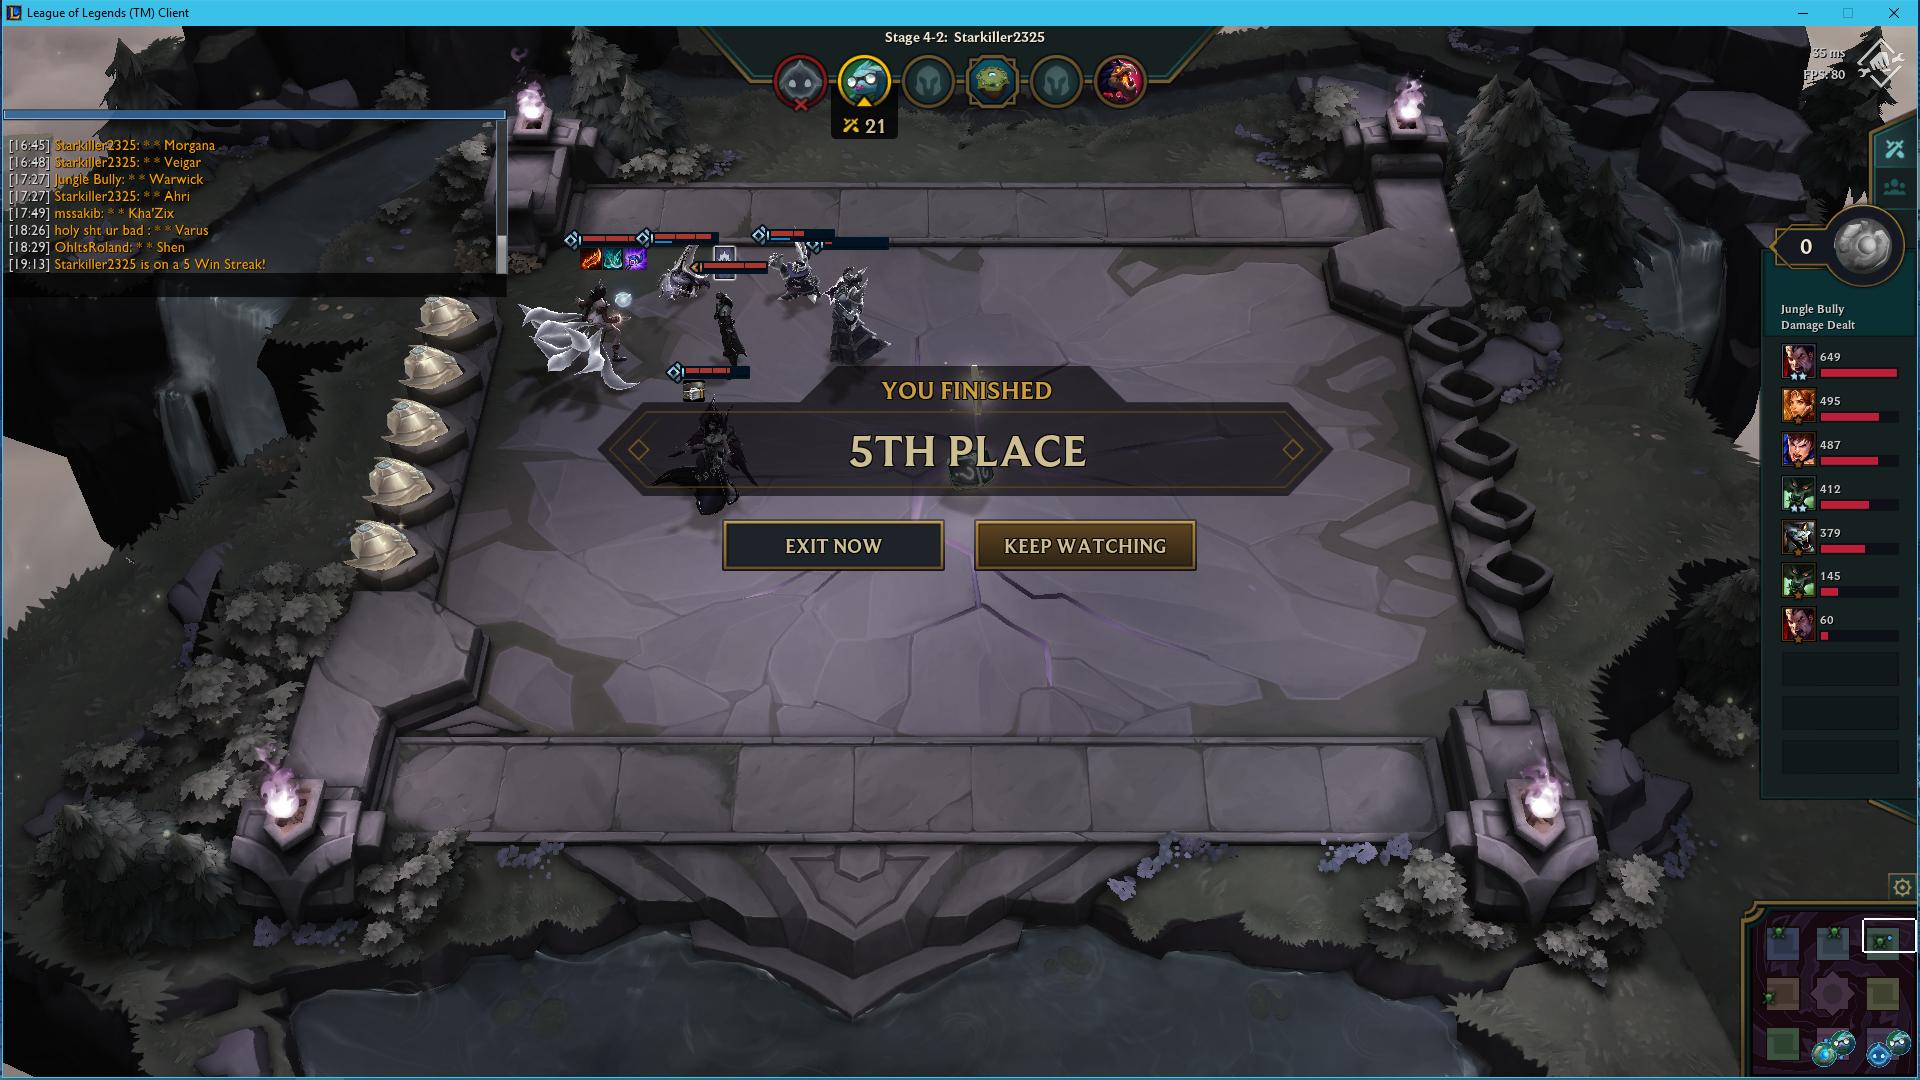 League of Legends (TM) Client
Stage 4-2: Starkiller2325
35 ms
FPS: 80
21
[16:45] Starkiller2325: * * Morgana
[16:48] Starkiller2325: * * Veigar
[17:27] Jungle Bully: * * Warwick
[17:27] Starkiller2325: * * Ahri
[17:49] mssakib: * * Kha'Zix
[18:26] holy sht ur bad : * * Varus
[18:29] OhItsRoland: * * Shen
[19:13] Starkiller2325 is on a 5 Win Streak!
0
Jungle Bully
Damage Dealt
649
495
487
412
379
145
60
YOU FINISHED
5TH PLACE
EXIT NOW
KEEP WATCHING